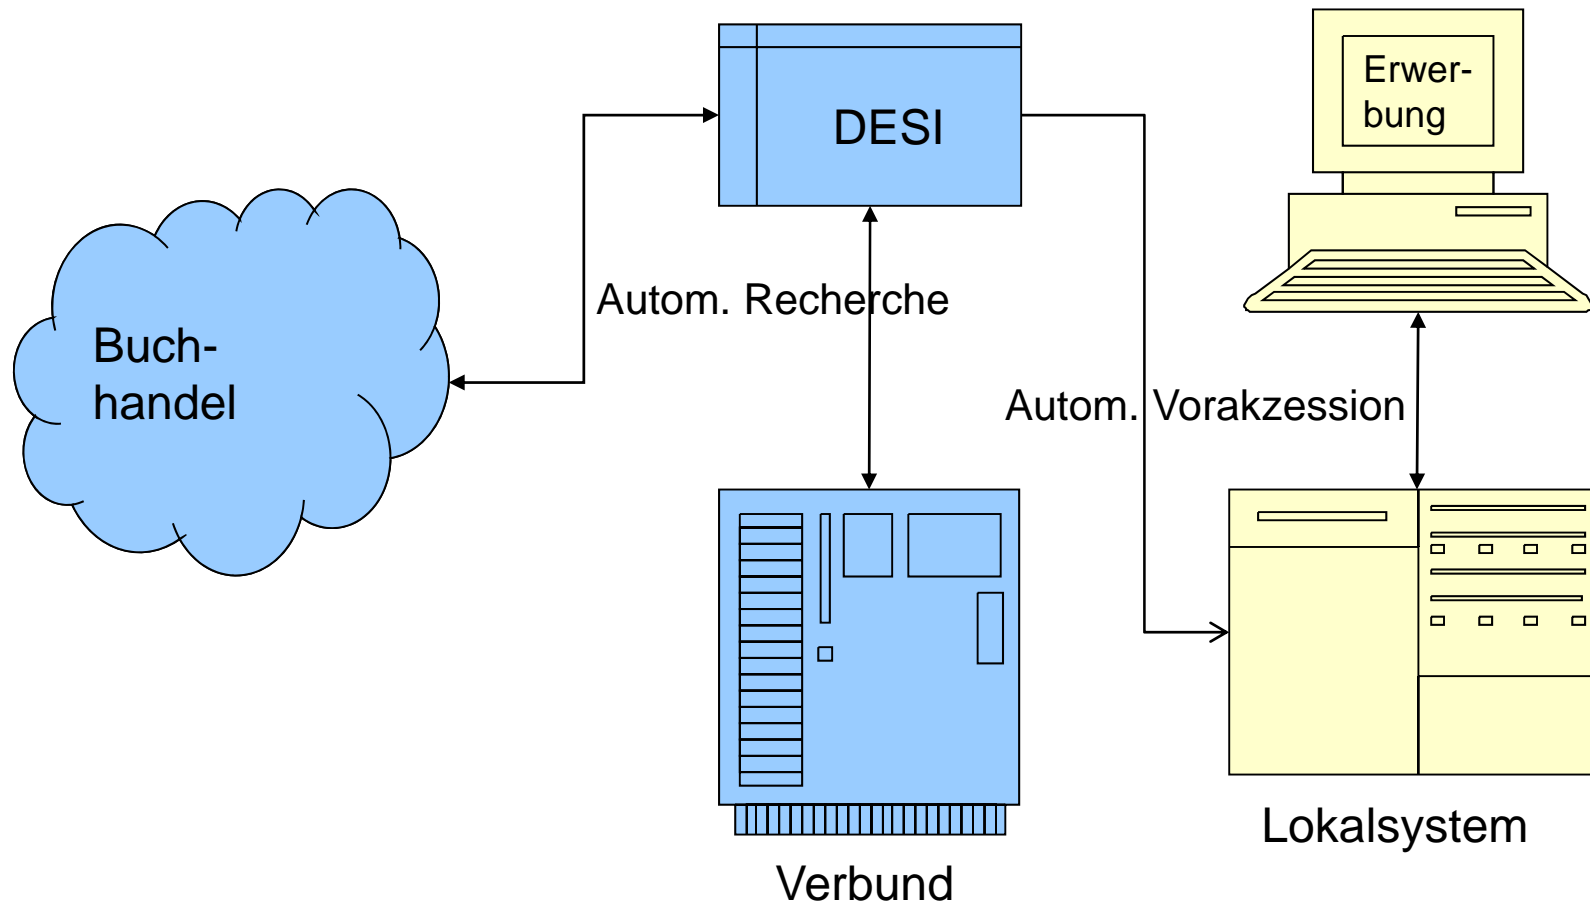 DESI
Erwer-
bung
Autom. Recherche
Buch-
handel
Autom. Vorakzession
Lokalsystem
Verbund